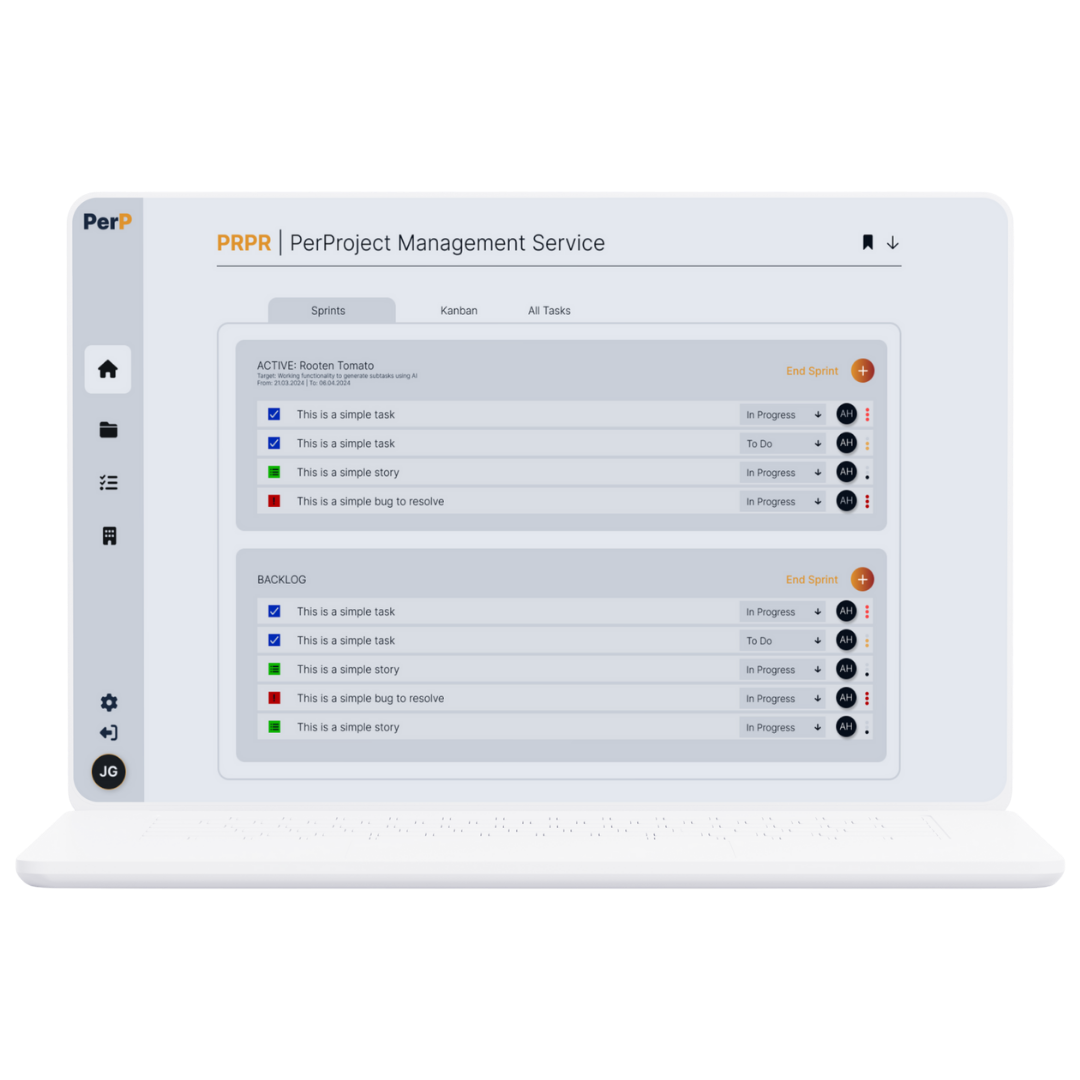 PerP
PRPR | PerProject Management Service
Sprints Kanban All Tasks
ACTIVE: Rooten Tomato
Target: Working functionality to generate subtasks using AI
From: 21.03.2024 | To: 06.04.2024
End Sprint +
This is a simple task In Progress AH
This is a simple task To Do AH
This is a simple story In Progress AH
This is a simple bug to resolve In Progress AH
BACKLOG End Sprint +
This is a simple task In Progress AH
This is a simple task To Do AH
This is a simple story In Progress AH
This is a simple bug to resolve In Progress AH
This is a simple story In Progress AH
JG